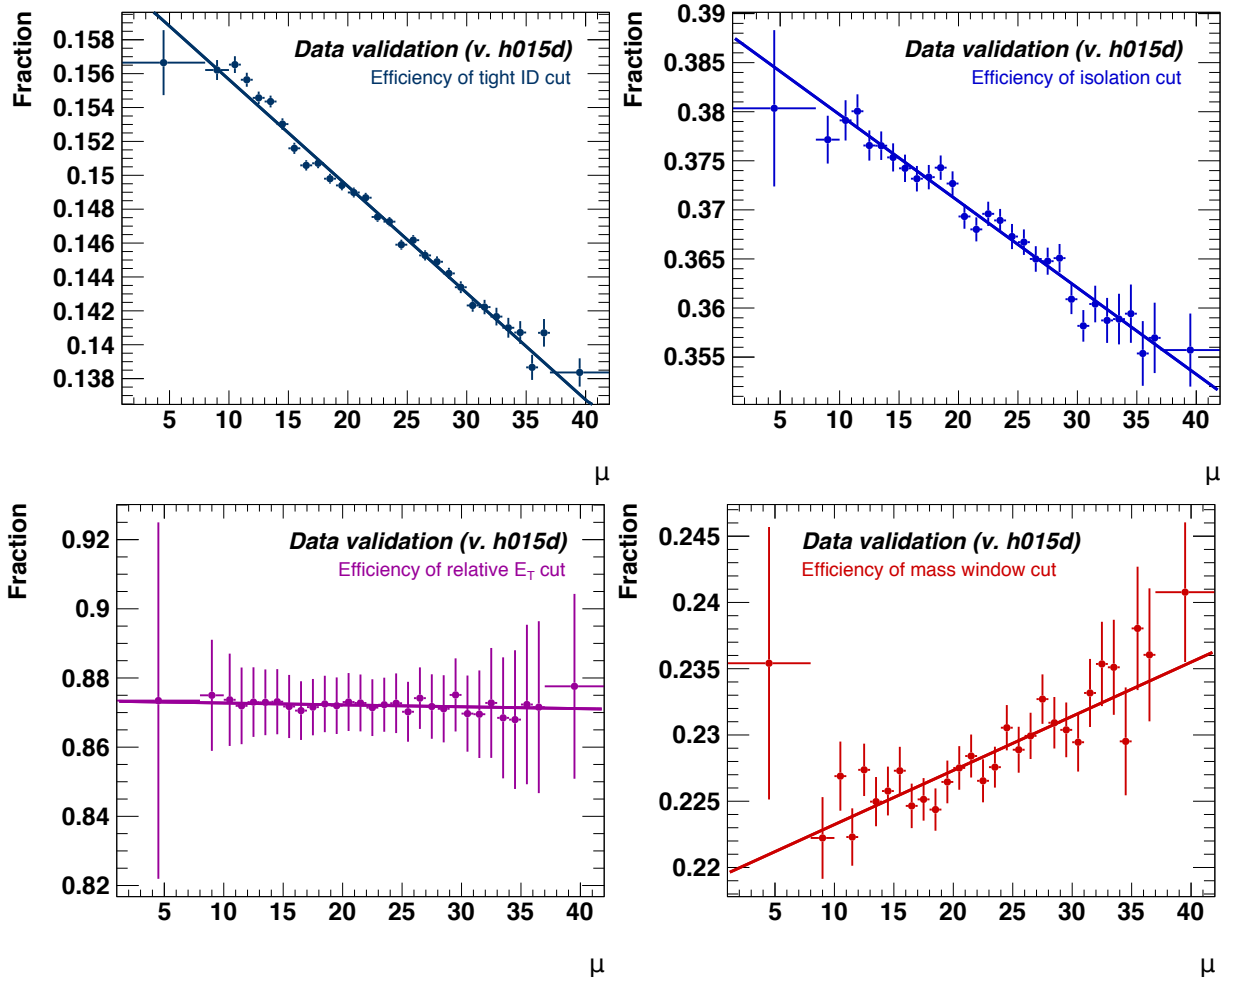 Fraction
Data validation (v. h015d)
Efficiency of tight ID cut
0.158
0.156
0.154
0.152
0.15
0.148
0.146
0.144
0.142
0.14
0.138
5 10 15 20 25 30 35 40
μ
Fraction
Data validation (v. h015d)
Efficiency of isolation cut
0.39
0.385
0.38
0.375
0.37
0.365
0.36
0.355
5 10 15 20 25 30 35 40
μ
Fraction
Data validation (v. h015d)
Efficiency of relative E_T cut
0.92
0.9
0.88
0.86
0.84
0.82
5 10 15 20 25 30 35 40
μ
Fraction
Data validation (v. h015d)
Efficiency of mass window cut
0.245
0.24
0.235
0.23
0.225
0.22
5 10 15 20 25 30 35 40
μ